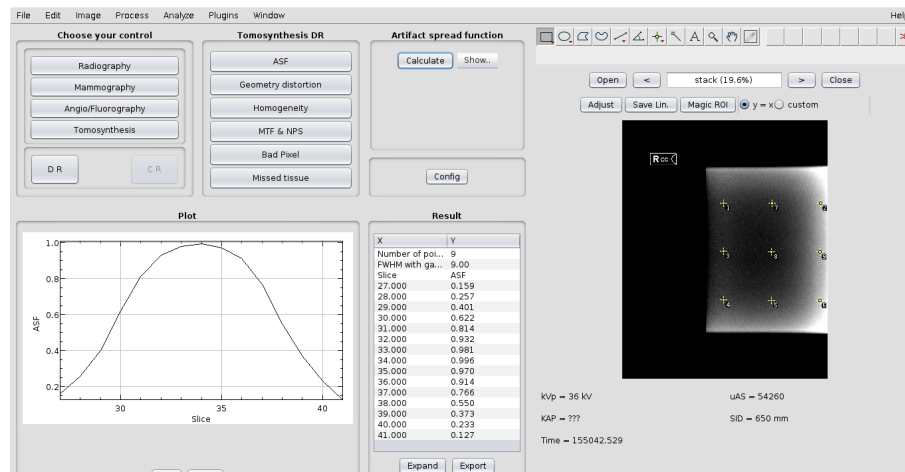 File Edit Image Process Analyze Plugins Window Help
Choose your control
Radiography
Mammography
Angio/Fluorography
Tomosynthesis
D R
C R
Tomosynthesis DR
ASF
Geometry distortion
Homogeneity
MTF & NPS
Bad Pixel
Missed tissue
Artifact spread function
Calculate Show..
Config
Plot
1.0
0.8
0.6
0.4
0.2
ASF
30 35 40
Slice
Result
X Y
Number of poi... 9
FWHM with ga... 9.00
Slice ASF
27.000 0.159
28.000 0.257
29.000 0.401
30.000 0.622
31.000 0.814
32.000 0.932
33.000 0.981
34.000 0.996
35.000 0.970
36.000 0.914
37.000 0.766
38.000 0.550
39.000 0.373
40.000 0.233
41.000 0.127
Expand Export
A
Open < stack (19.6%) > Close
Adjust Save Lin. Magic ROI y = x custom
R cc
kVp = 36 kV uAS = 54260
KAP = ??? SID = 650 mm
Time = 155042.529